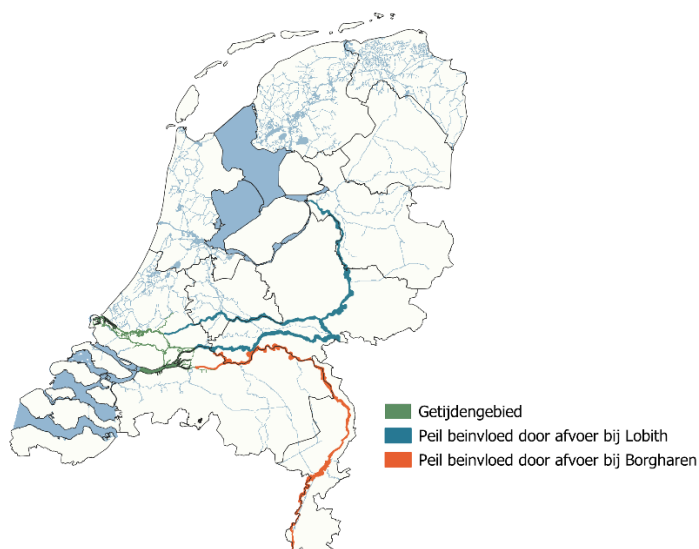 Getijdengebied
Peil beinvloed door afvoer bij Lobith
Peil beinvloed door afvoer bij Borgharen